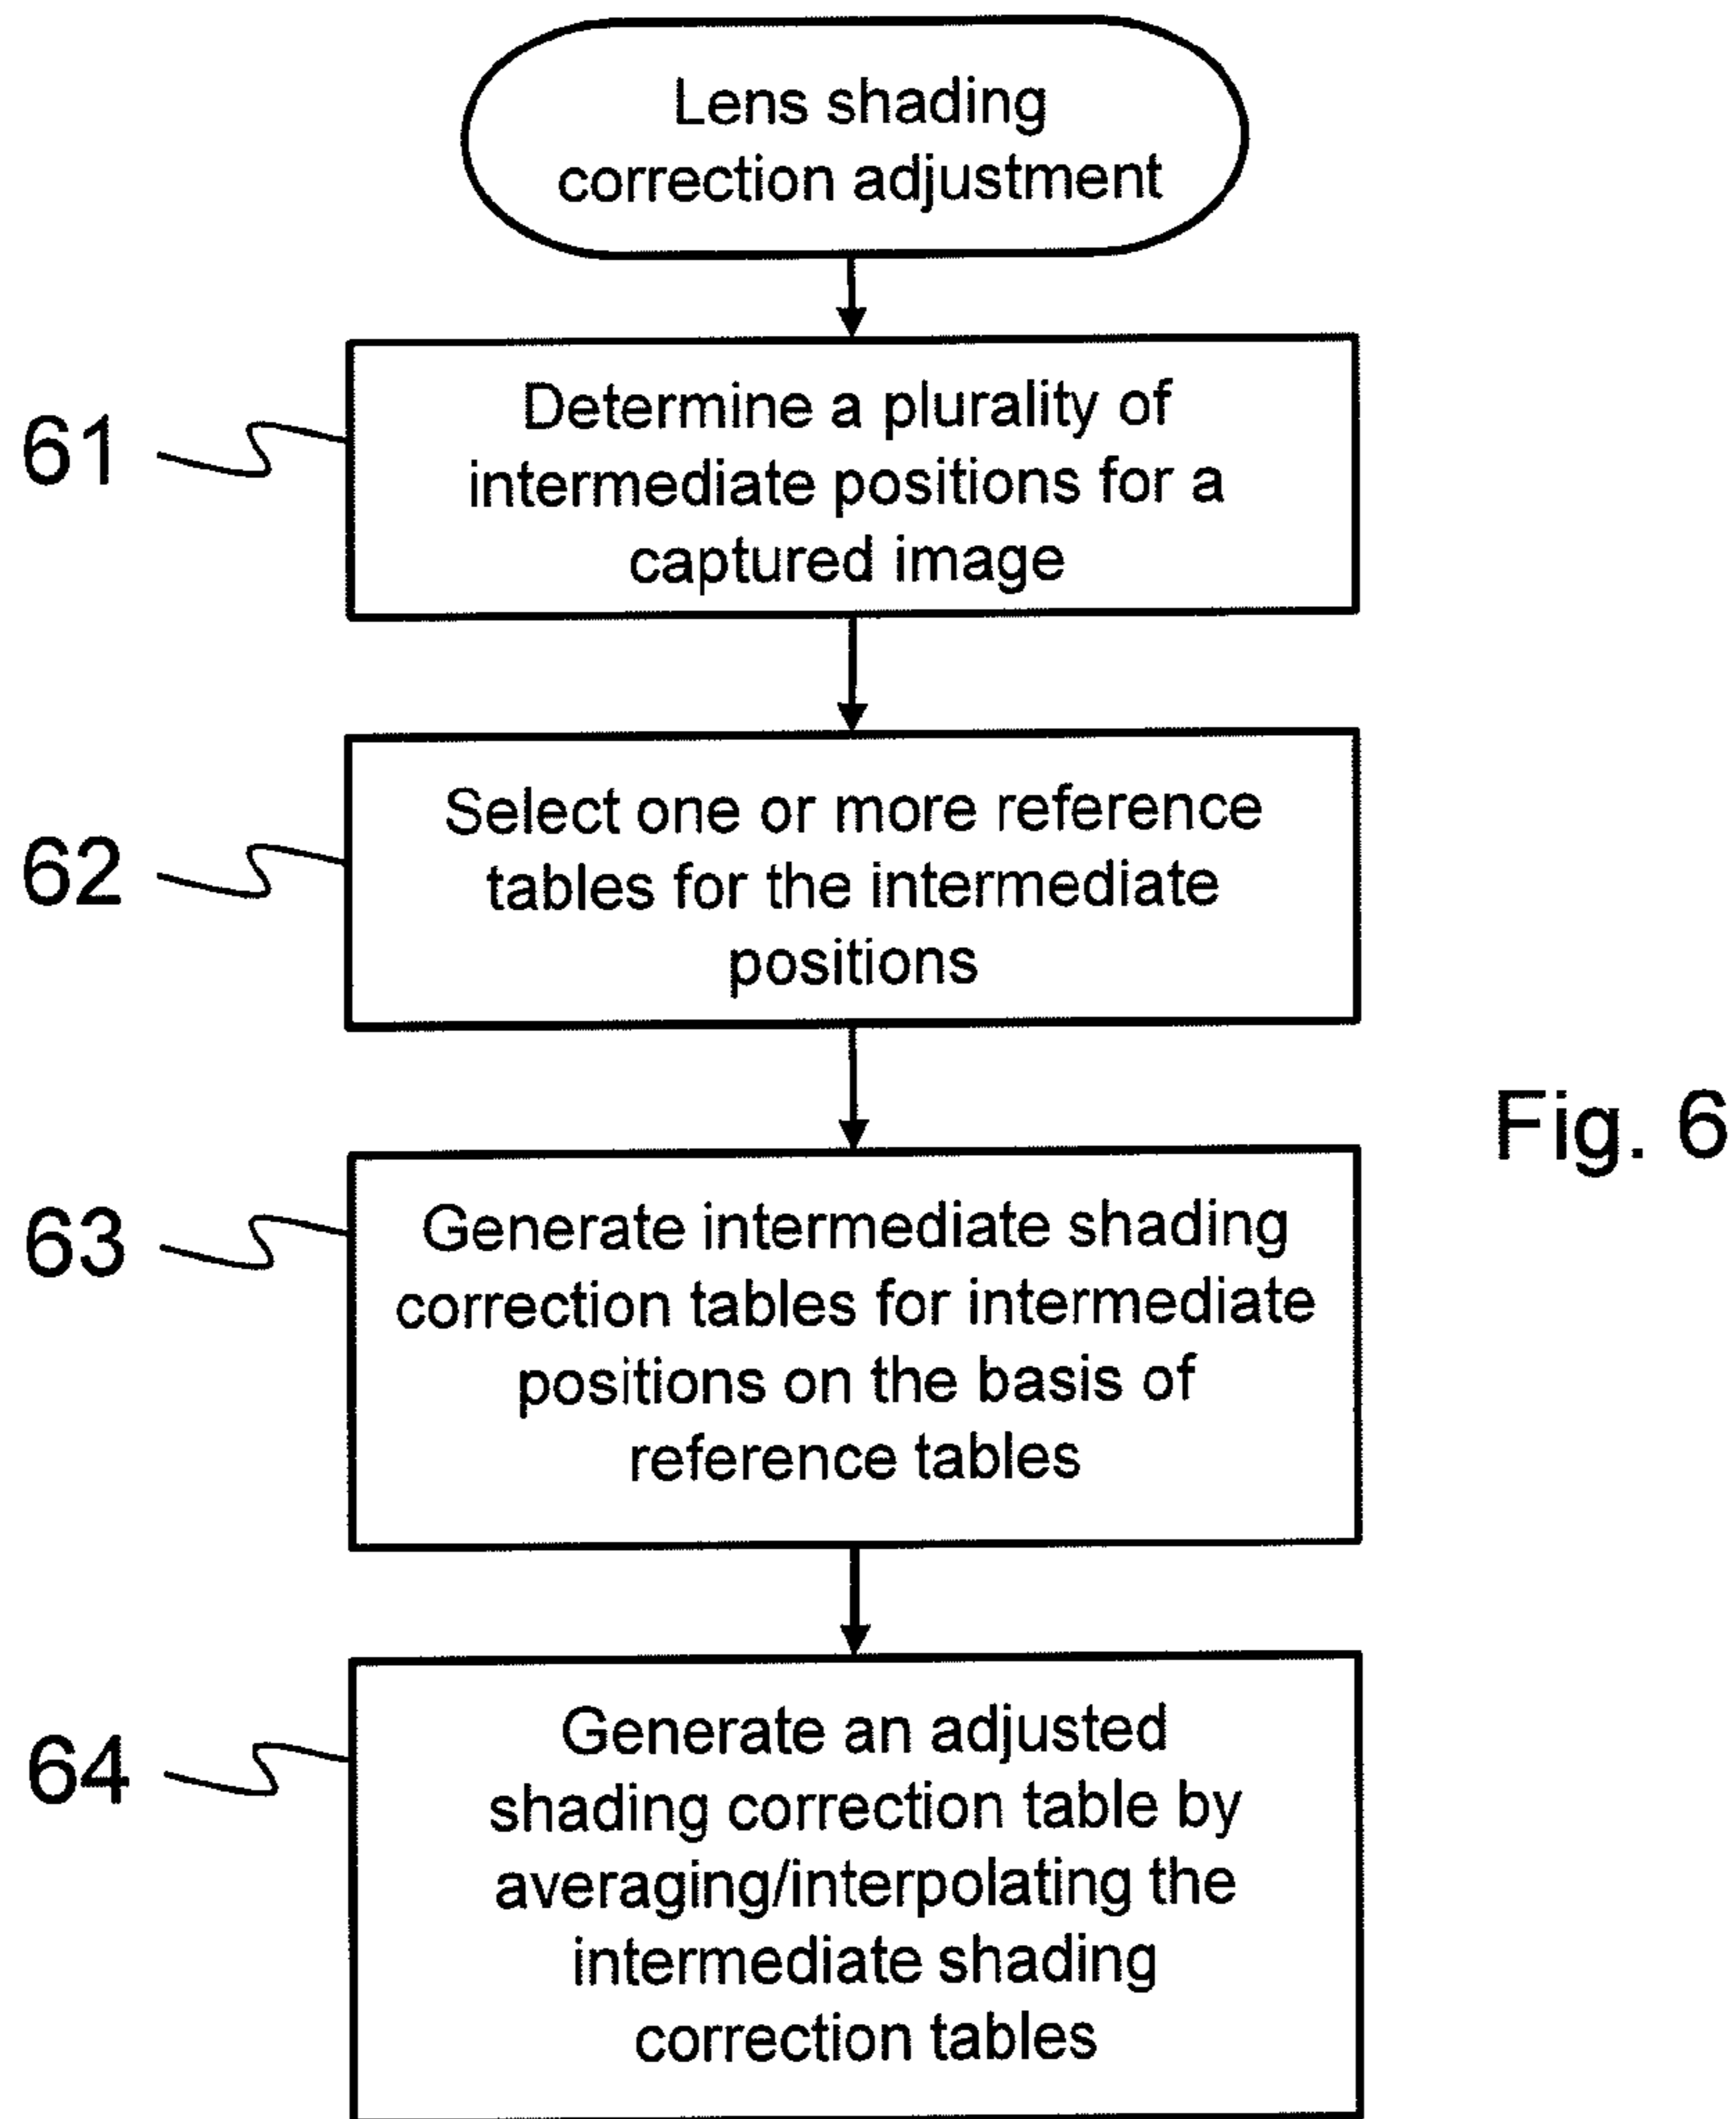 Lens shading
correction adjustment
61
Determine a plurality of
intermediate positions for a
captured image
62
Select one or more reference
tables for the intermediate
positions
Fig. 6
63
Generate intermediate shading
correction tables for intermediate
positions on the basis of
reference tables
64
Generate an adjusted
shading correction table by
averaging/interpolating the
intermediate shading
correction tables